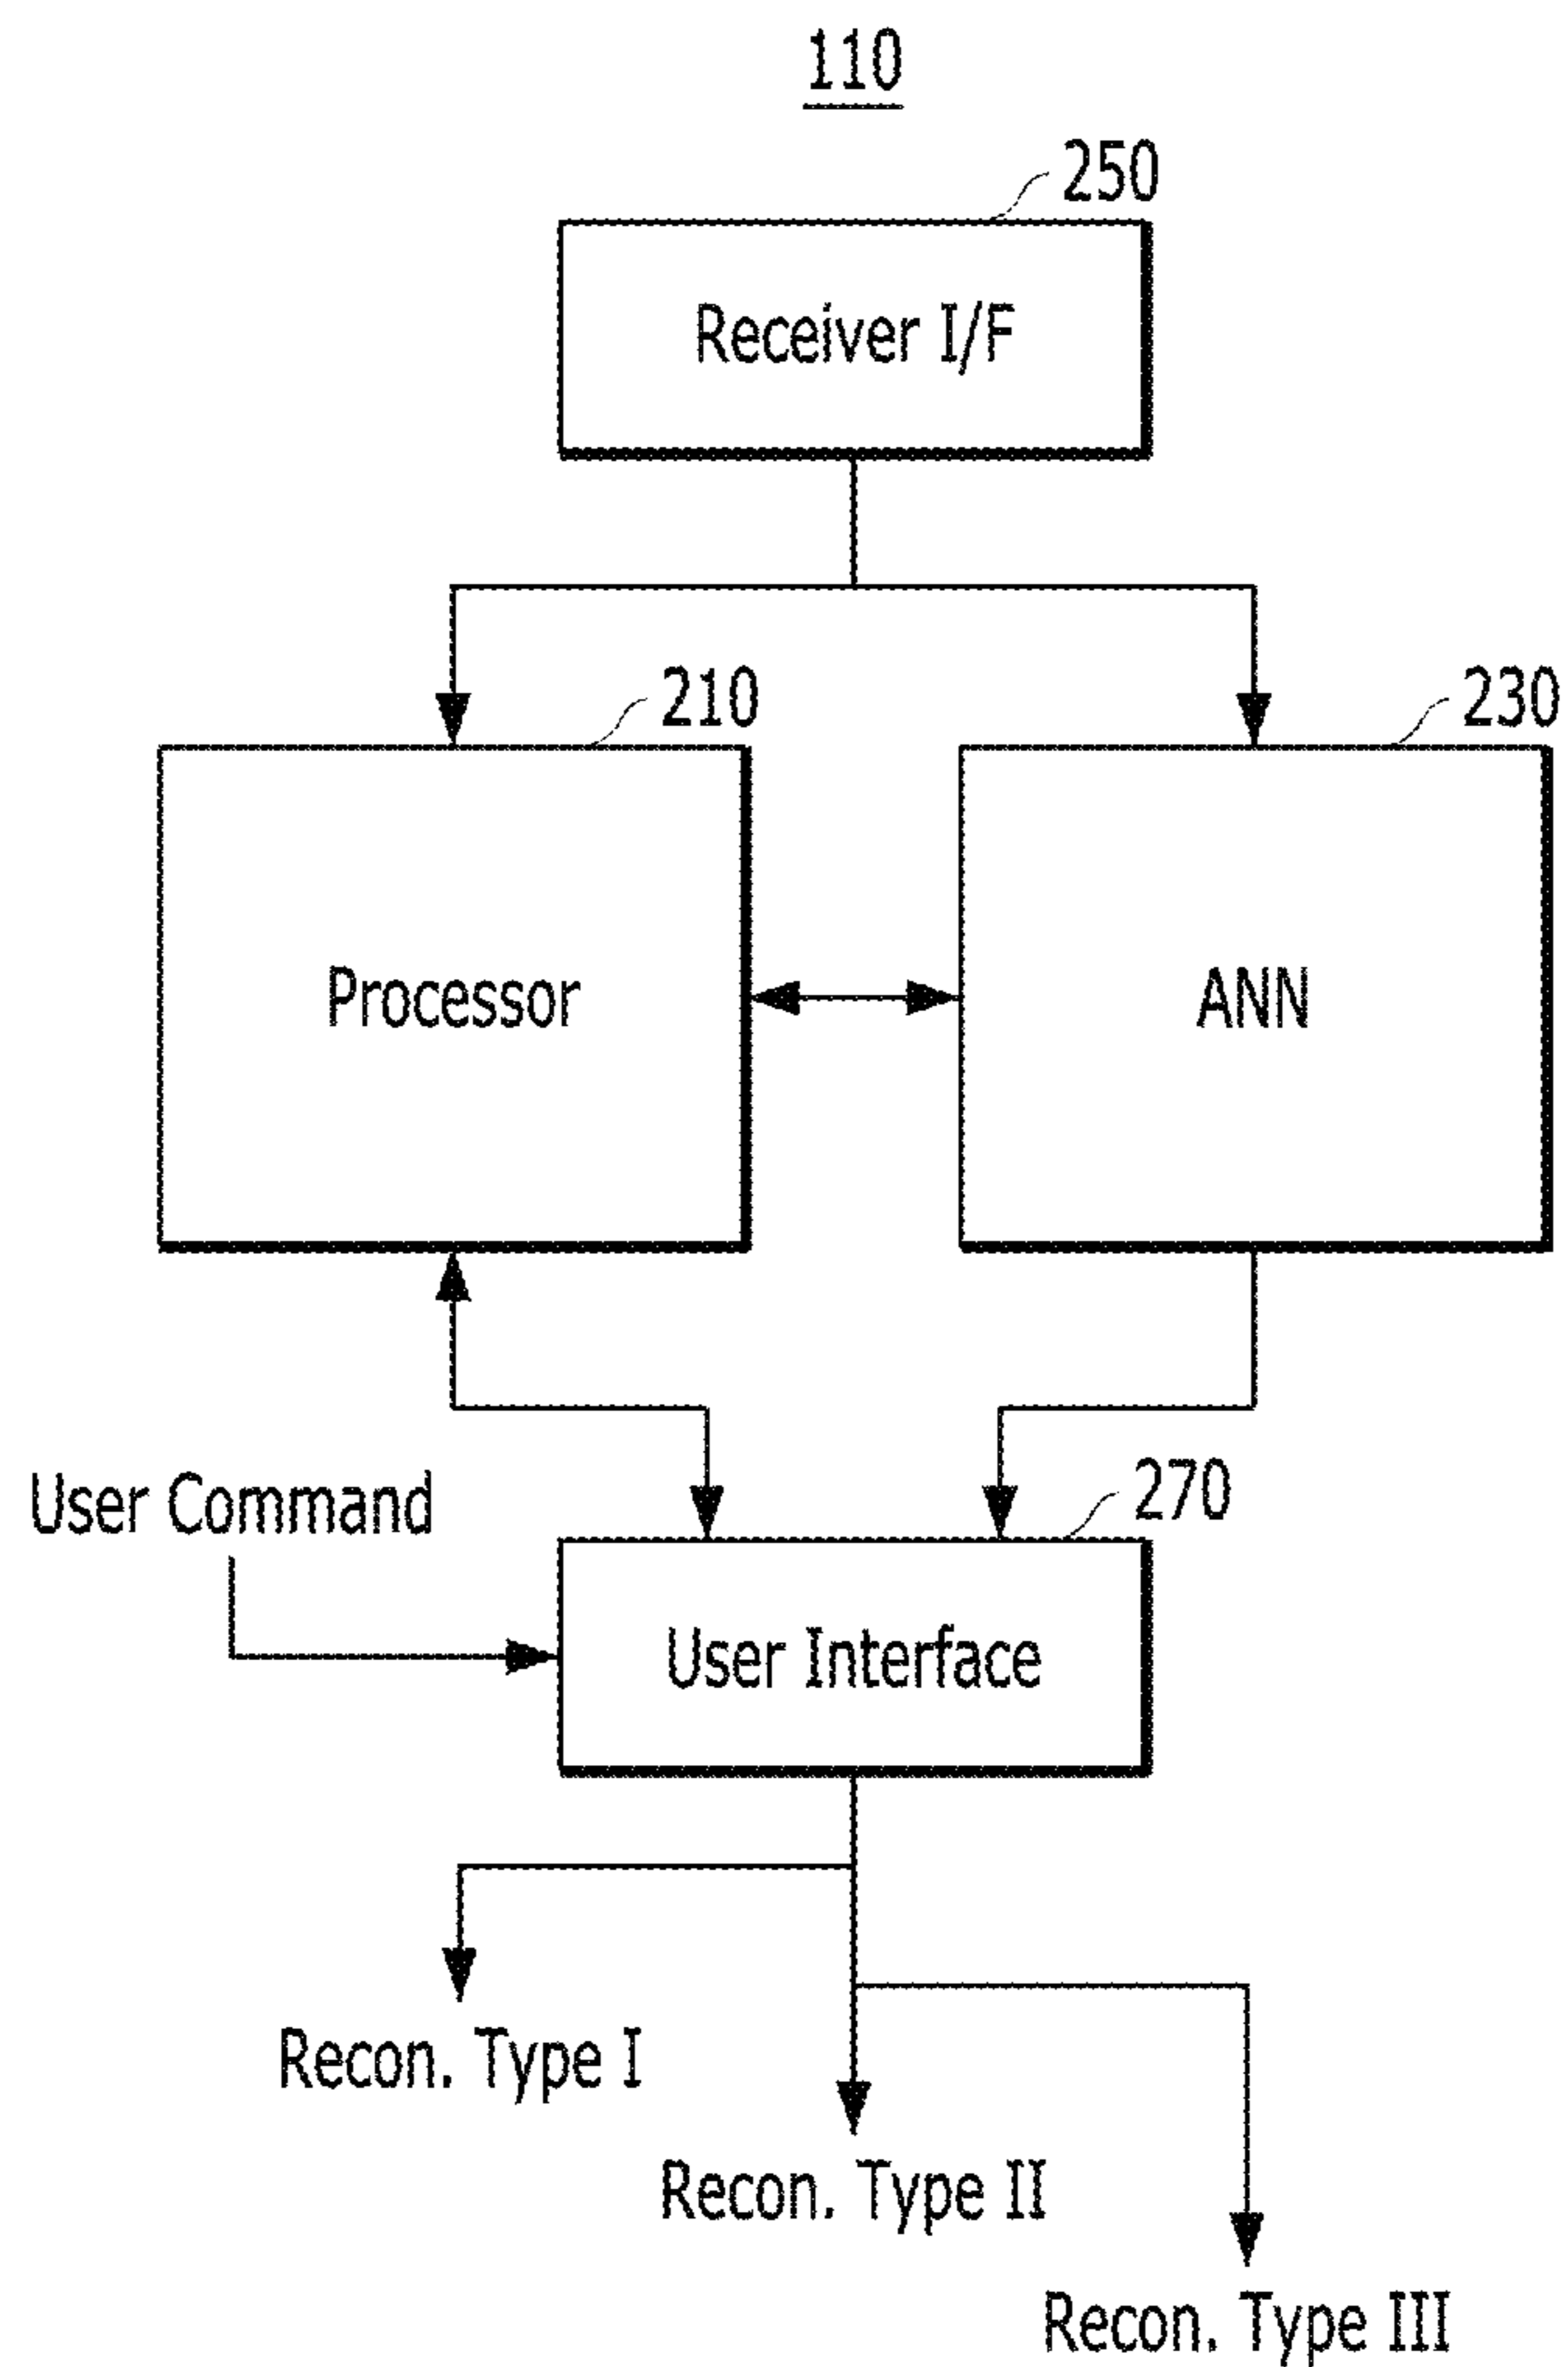 110
250
Receiver I/F
210
230
Processor
ANN
User Command
270
User Interface
Recon. Type I
Recon. Type II
Recon. Type III